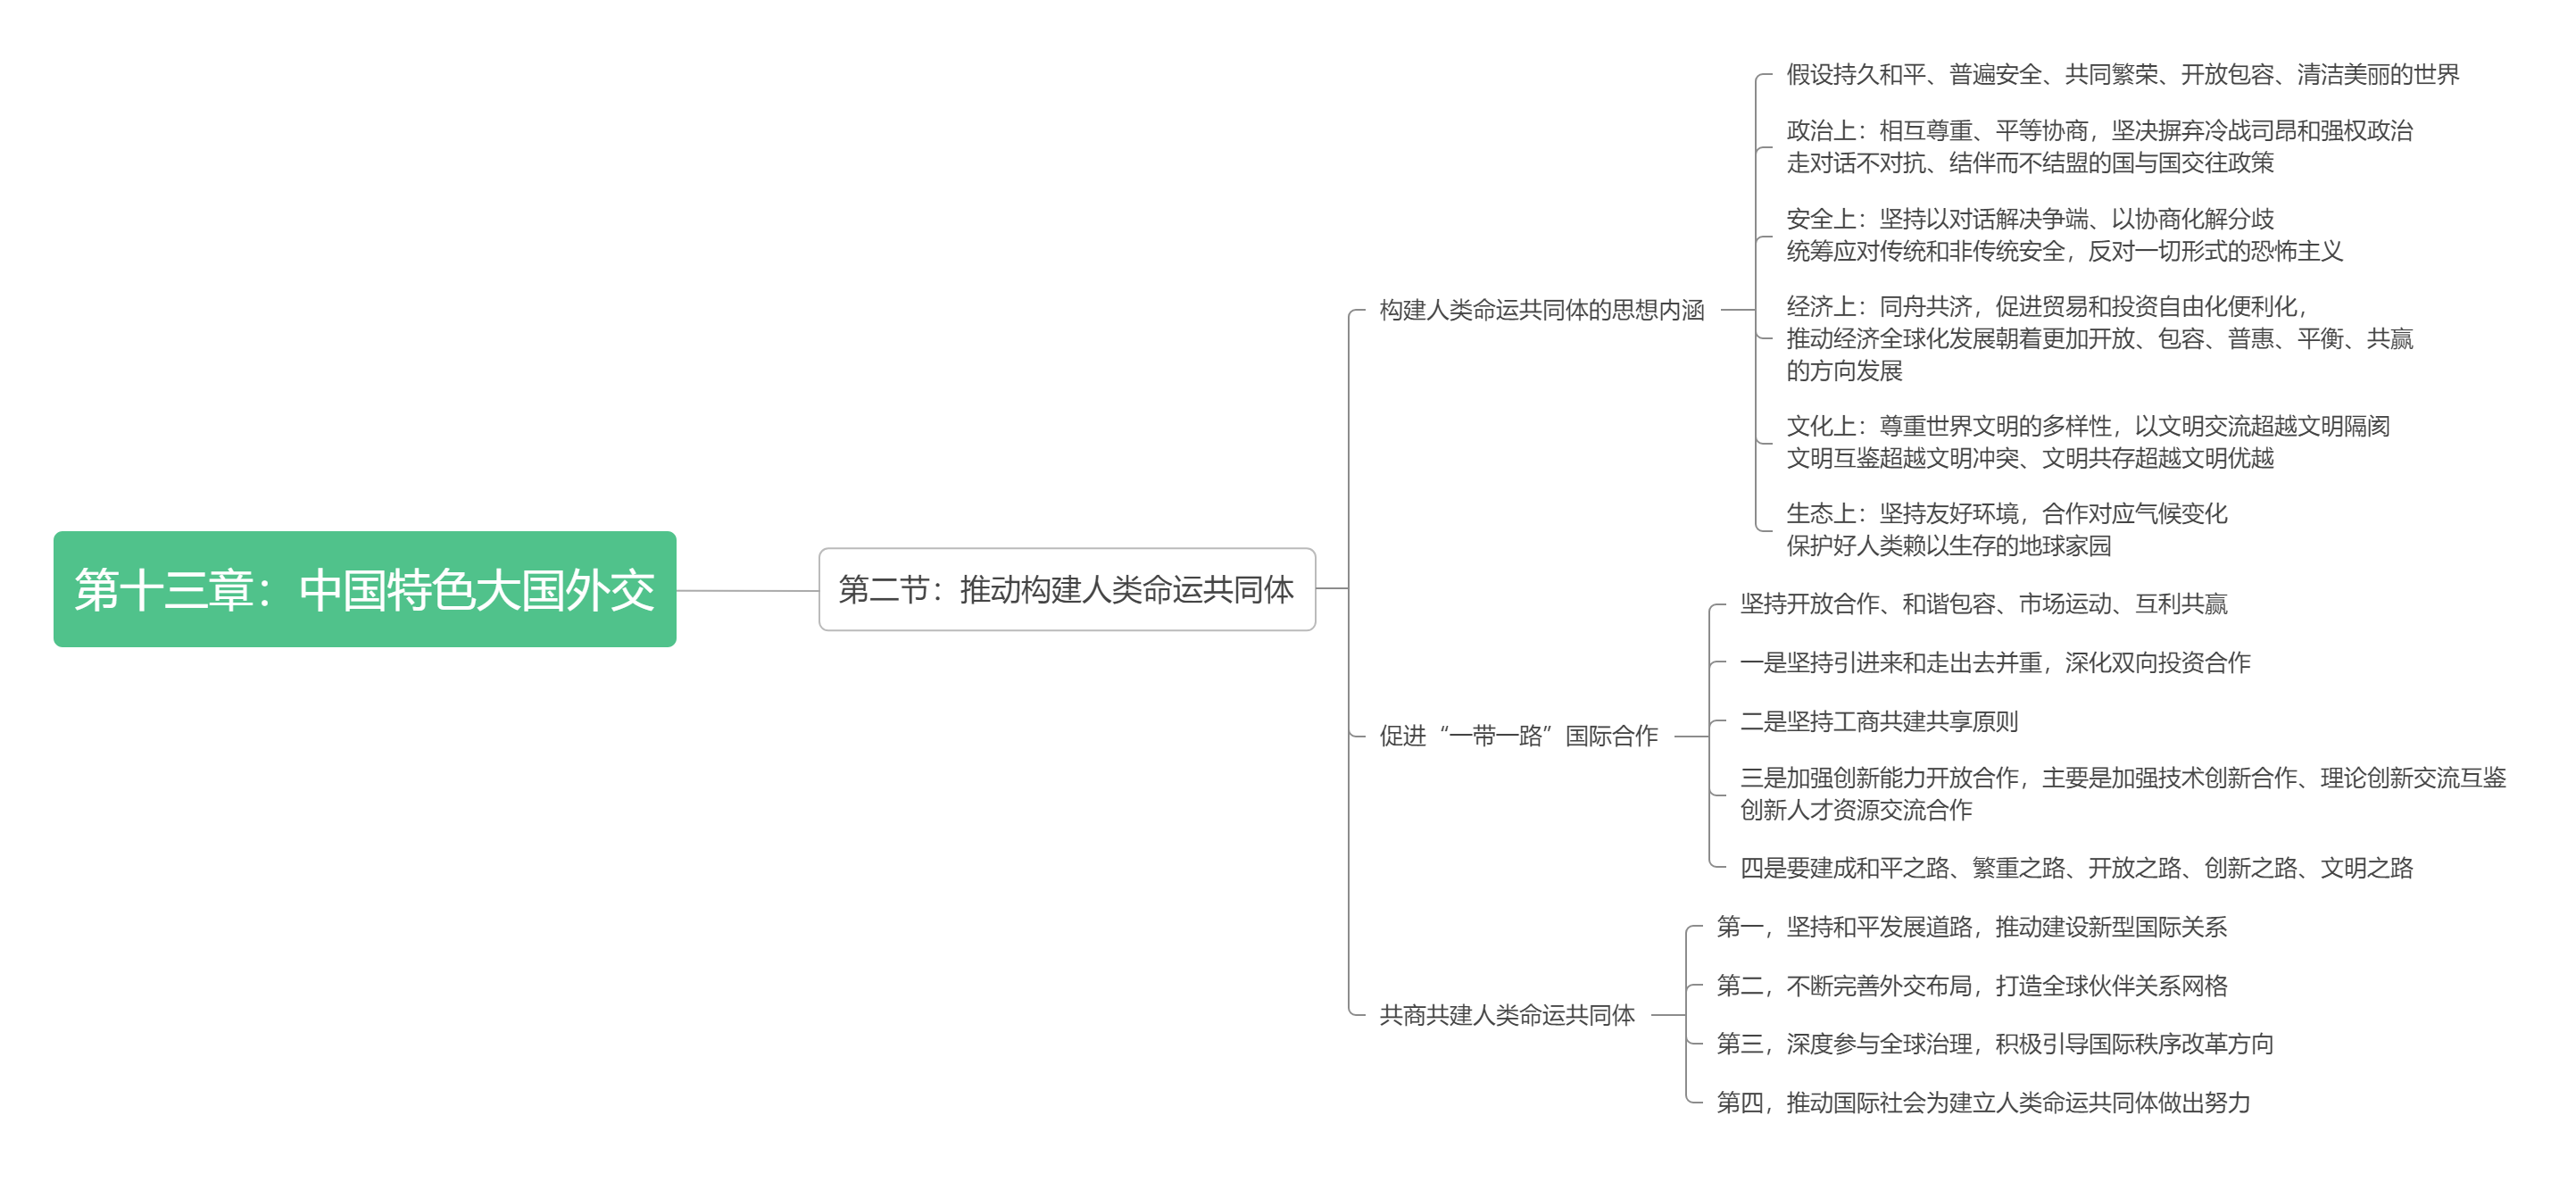 第十三章：中国特色大国外交
第二节：推动构建人类命运共同体
构建人类命运共同体的思想内涵
假设持久和平、普遍安全、共同繁荣、开放包容、清洁美丽的世界
政治上：相互尊重、平等协商，坚决摒弃冷战司昂和强权政治
走对话不对抗、结伴而不结盟的国与国交往政策
安全上：坚持以对话解决争端、以协商化解分歧
统筹应对传统和非传统安全，反对一切形式的恐怖主义
经济上：同舟共济，促进贸易和投资自由化便利化，
推动经济全球化发展朝着更加开放、包容、普惠、平衡、共赢
的方向发展
文化上：尊重世界文明的多样性，以文明交流超越文明隔阂
文明互鉴超越文明冲突、文明共存超越文明优越
生态上：坚持友好环境，合作对应气候变化
保护好人类赖以生存的地球家园
促进“一带一路”国际合作
坚持开放合作、和谐包容、市场运动、互利共赢
一是坚持引进来和走出去并重，深化双向投资合作
二是坚持工商共建共享原则
三是加强创新能力开放合作，主要是加强技术创新合作、理论创新交流互鉴
创新人才资源交流合作
四是要建成和平之路、繁重之路、开放之路、创新之路、文明之路
共商共建人类命运共同体
第一，坚持和平发展道路，推动建设新型国际关系
第二，不断完善外交布局，打造全球伙伴关系网格
第三，深度参与全球治理，积极引导国际秩序改革方向
第四，推动国际社会为建立人类命运共同体做出努力